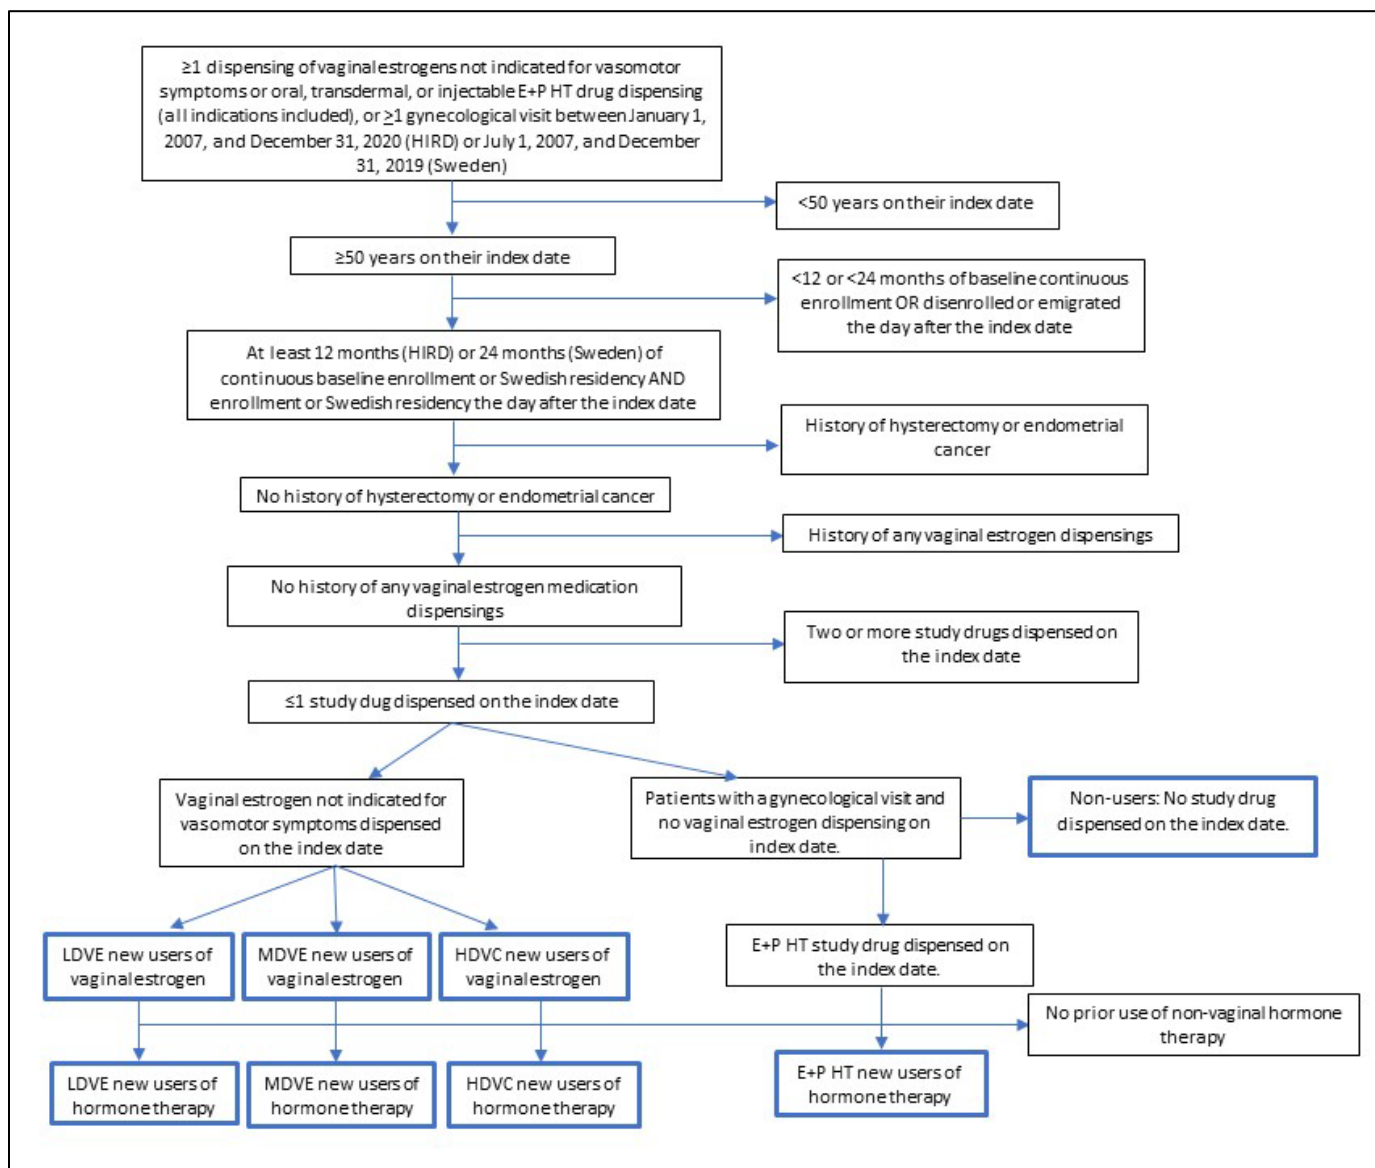 ≥1 dispensing of vaginal estrogens not indicated for vasomotor
symptoms or oral, transdermal, or injectable E+P HT drug dispensing
(all indications included), or ≥1 gynecological visit between January 1,
2007, and December 31, 2020 (HIRD) or July 1, 2007, and December
31, 2019 (Sweden)
<50 years on their index date
≥50 years on their index date
<12 or <24 months of baseline continuous
enrollment OR disenrolled or emigrated
the day after the index date
At least 12 months (HIRD) or 24 months (Sweden) of
continuous baseline enrollment or Swedish residency AND
enrollment or Swedish residency the day after the index date
History of hysterectomy or endometrial
cancer
No history of hysterectomy or endometrial cancer
History of any vaginal estrogen dispensings
No history of any vaginal estrogen medication
dispensings
Two or more study drugs dispensed on
the index date
≤1 study dug dispensed on the index date
Vaginal estrogen not indicated for
vasomotor symptoms dispensed
on the index date
Patients with a gynecological visit and
no vaginal estrogen dispensing on
index date.
Non-users: No study drug
dispensed on the index date.
LDVE new users of
vaginal estrogen
MDVE new users of
vaginal estrogen
HDVC new users of
vaginal estrogen
E+P HT study drug dispensed on
the index date.
No prior use of non-vaginal hormone
therapy
LDVE new users of
hormone therapy
MDVE new users of
hormone therapy
HDVC new users of
hormone therapy
E+P HT new users of
hormone therapy